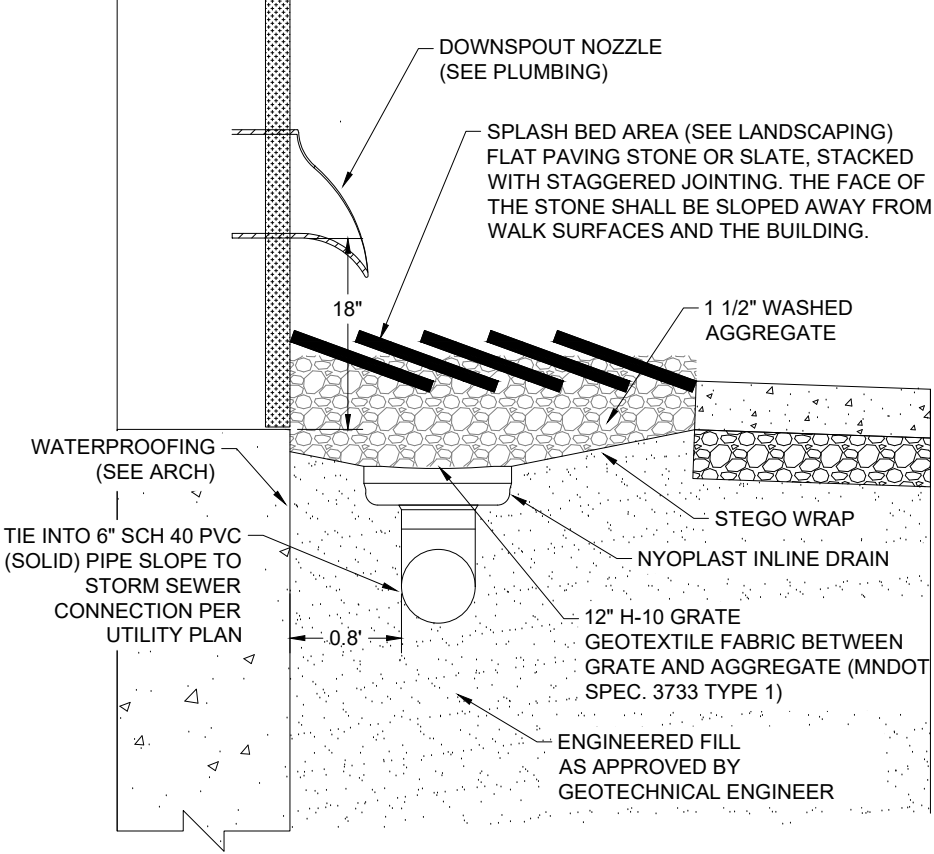 DOWNSPOUT NOZZLE
(SEE PLUMBING)
SPLASH BED AREA (SEE LANDSCAPING)
FLAT PAVING STONE OR SLATE, STACKED
WITH STAGGERED JOINTING. THE FACE OF
THE STONE SHALL BE SLOPED AWAY FROM
WALK SURFACES AND THE BUILDING.
18"
1 1/2" WASHED
AGGREGATE
WATERPROOFING
(SEE ARCH)
STEGO WRAP
TIE INTO 6" SCH 40 PVC
(SOLID) PIPE SLOPE TO
STORM SEWER
CONNECTION PER
UTILITY PLAN
NYOPLAST INLINE DRAIN
0.8'
12" H-10 GRATE
GEOTEXTILE FABRIC BETWEEN
GRATE AND AGGREGATE (MNDOT
SPEC. 3733 TYPE 1)
ENGINEERED FILL
AS APPROVED BY
GEOTECHNICAL ENGINEER